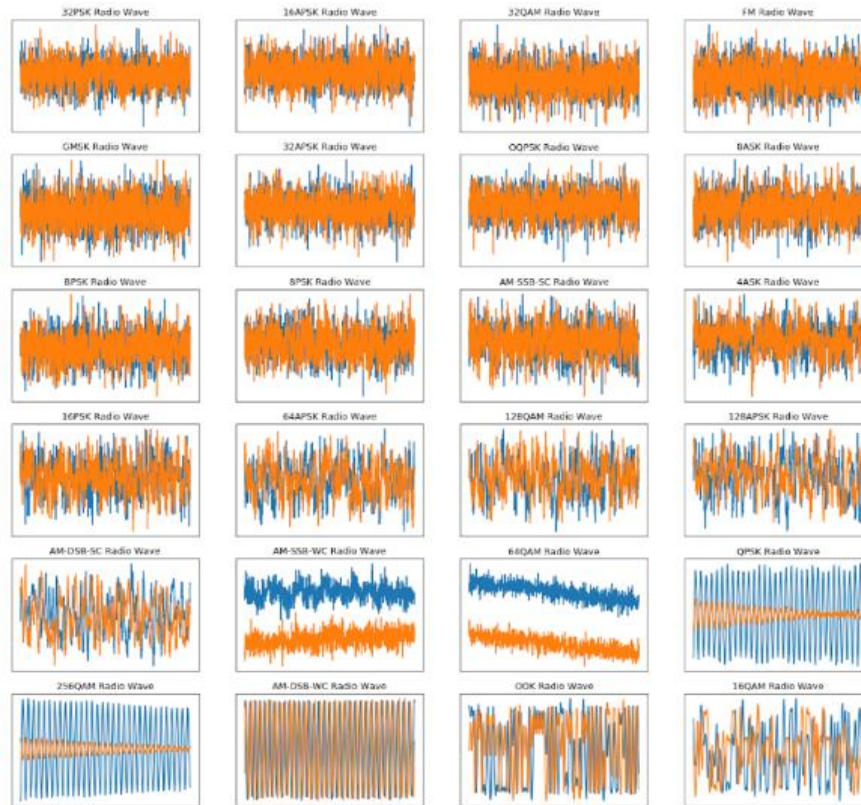 32PSK Radio Wave
16APSK Radio Wave
32QAM Radio Wave
FM Radio Wave
GMSK Radio Wave
32APSK Radio Wave
OQPSK Radio Wave
8ASK Radio Wave
BPSK Radio Wave
8PSK Radio Wave
AM-SSB-SC Radio Wave
4ASK Radio Wave
16PSK Radio Wave
64APSK Radio Wave
128QAM Radio Wave
128APSK Radio Wave
AM-DSB-SC Radio Wave
AM-SSB-WC Radio Wave
64QAM Radio Wave
QPSK Radio Wave
256QAM Radio Wave
AM-DSB-WC Radio Wave
OOK Radio Wave
16QAM Radio Wave